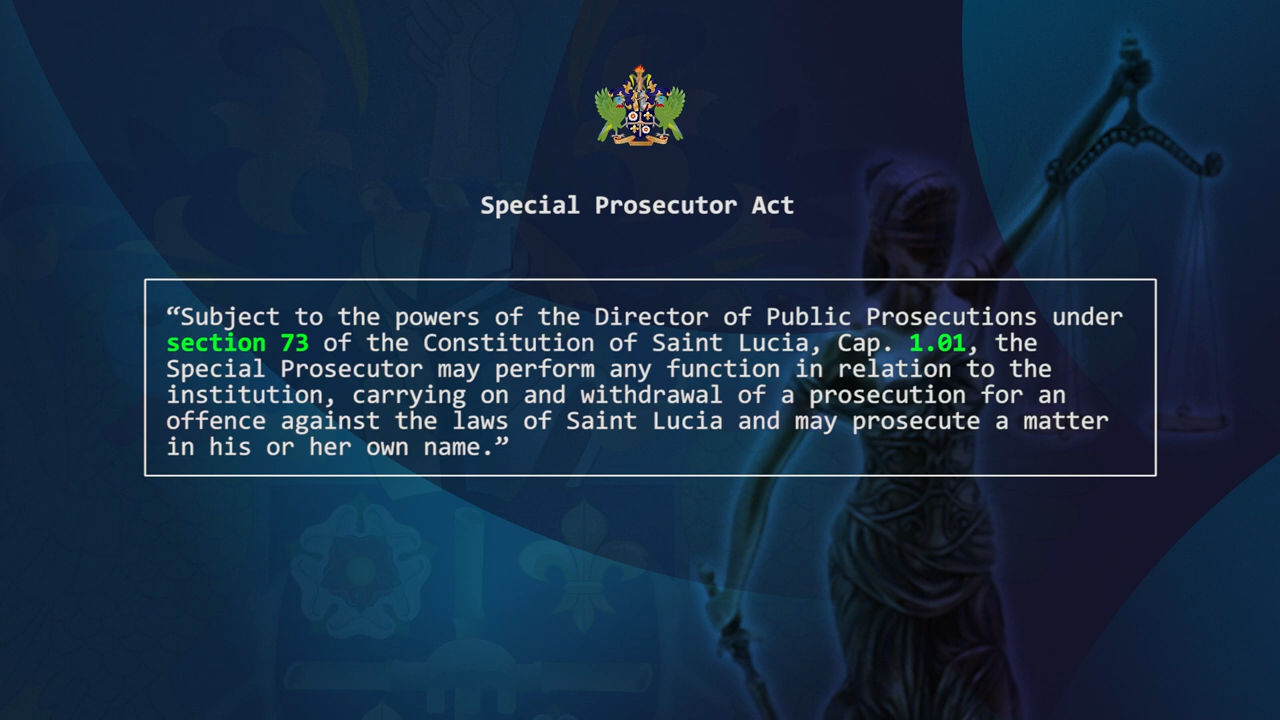 Special Prosecutor Act
“Subject to the powers of the Director of Public Prosecutions under
section 73 of the Constitution of Saint Lucia, Cap. 1.01, the
Special Prosecutor may perform any function in relation to the
institution, carrying on and withdrawal of a prosecution for an
offence against the laws of Saint Lucia and may prosecute a matter
in his or her own name.”